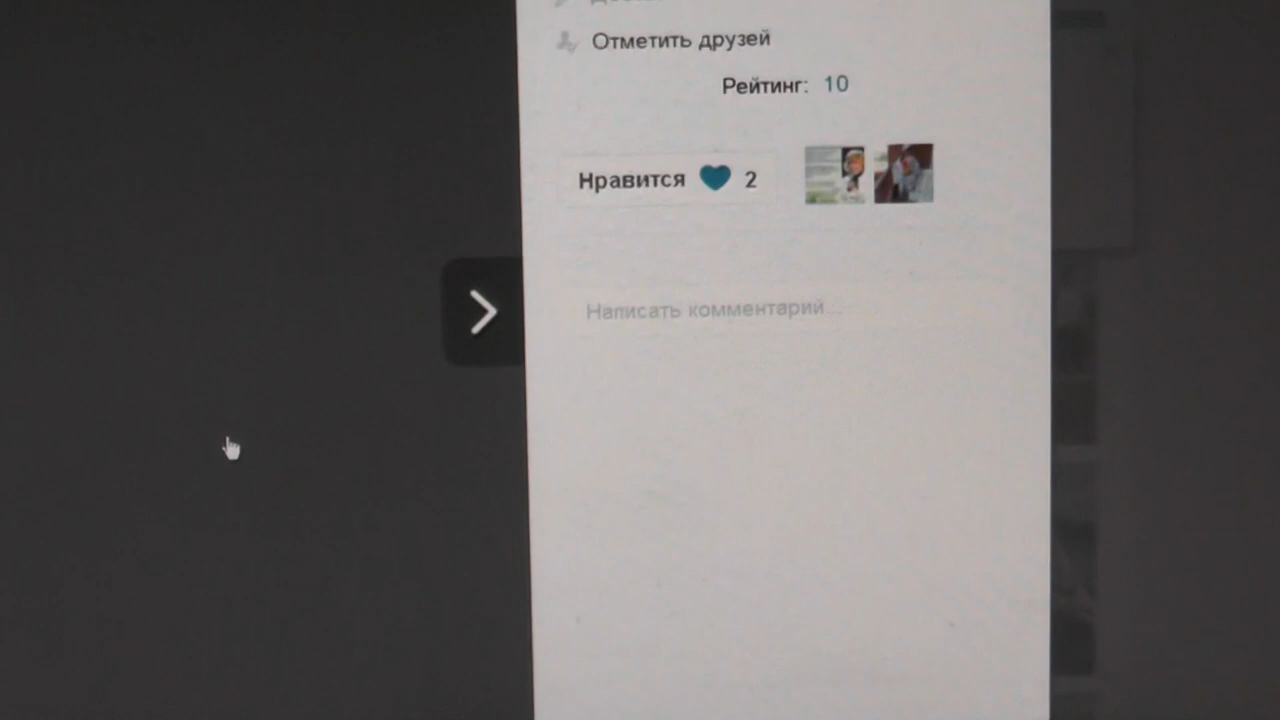 Отметить друзей
Рейтинг: 10
Нравится 2
Написать комментарий...